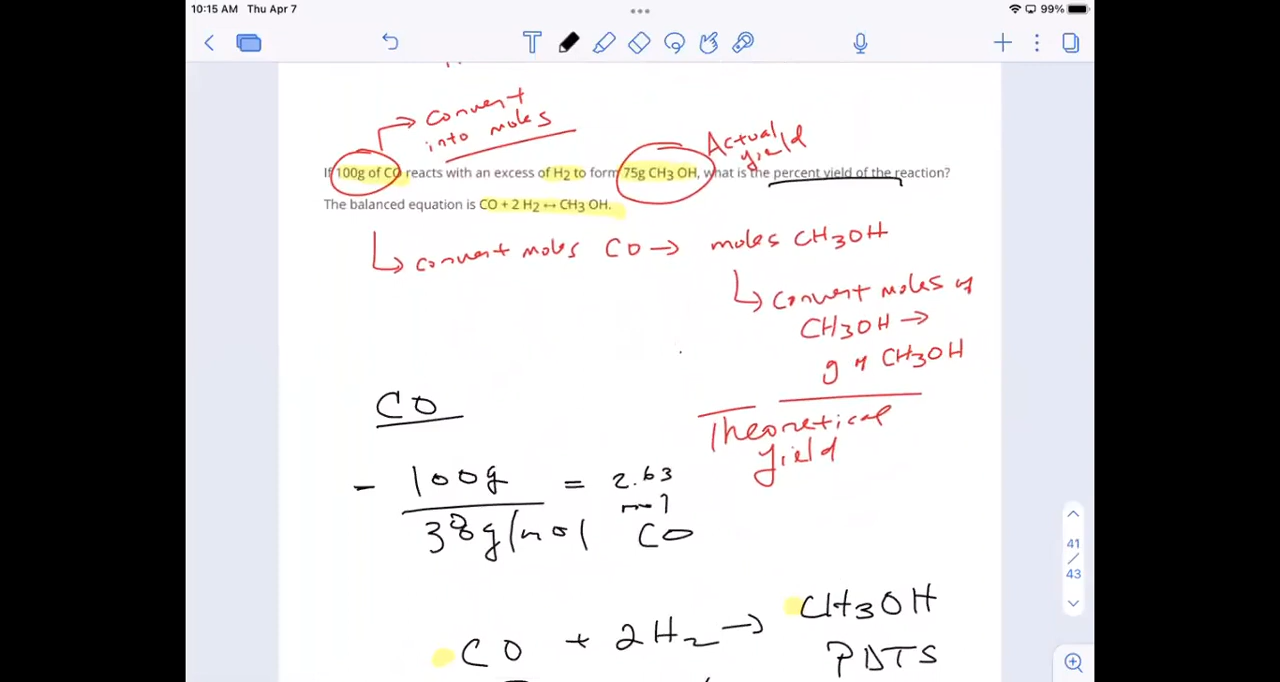 10:15 AM Thu Apr 7
99%
Convert
into moles
Actual
yield
If 100g of CO reacts with an excess of H2 to form 75g CH3 OH, what is the percent yield of the reaction?
The balanced equation is CO + 2 H2 ↔ CH3 OH.
convert moles CO → moles CH3OH
Convert moles of
CH3OH →
g of CH3OH
Theoretical
yield
CO
- 100g = 2.63
38g/mol mol
CO
CO + 2H2 → CH3OH
PDTS
41
/
43